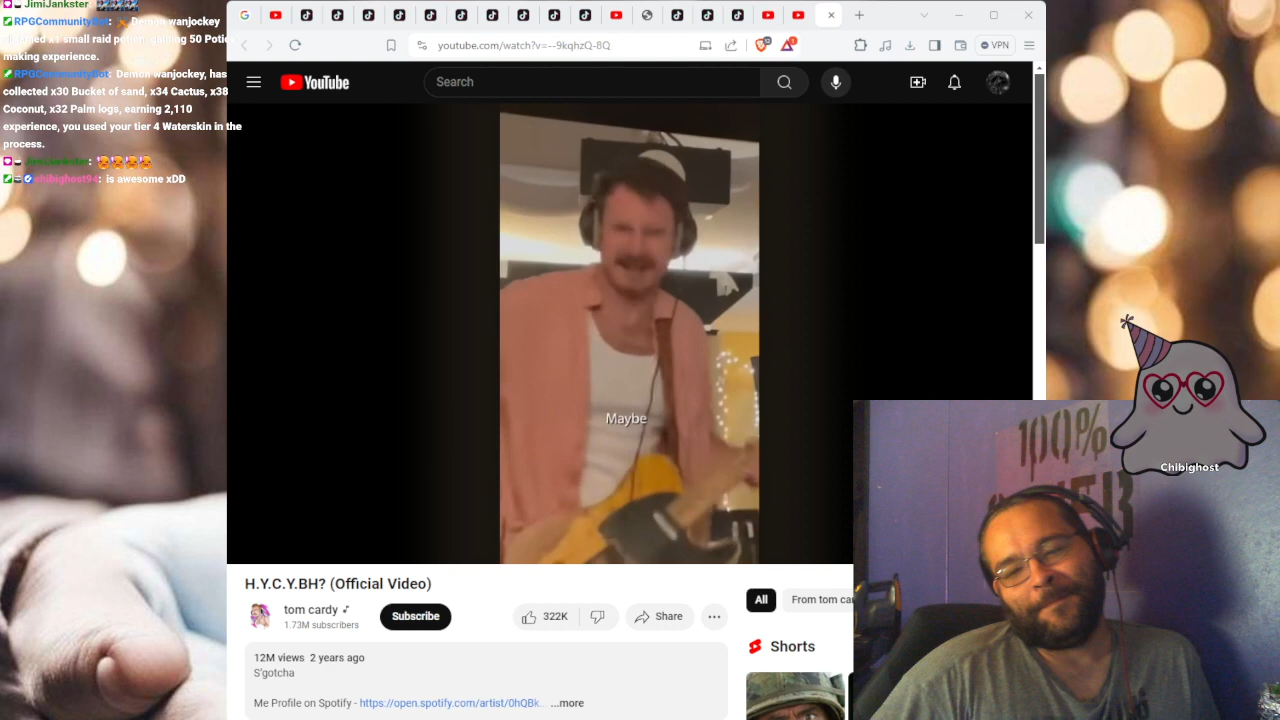 JimiJankster
RPGCommunityBot: Demon wanjockey
x1 small raid potion gaining 50 Potion
making experience.
RPGCommunityBot: Demon wanjockey, has
collected x30 Bucket of sand, x34 Cactus, x38
Coconut, x32 Palm logs, earning 2,110
experience, you used your tier 4 Waterskin in the
process.
JimiJankster:
chibighost94: is awesome xDD
youtube.com/watch?v=--9kqhzQ-8Q
VPN
YouTube
Search
Maybe
100%
Chibighost
H.Y.C.Y.BH? (Official Video)
tom cardy
1.73M subscribers
Subscribe
322K
Share
All
From tom car
Shorts
12M views 2 years ago
S'gotcha
Me Profile on Spotify - https://open.spotify.com/artist/0hQBk... ...more